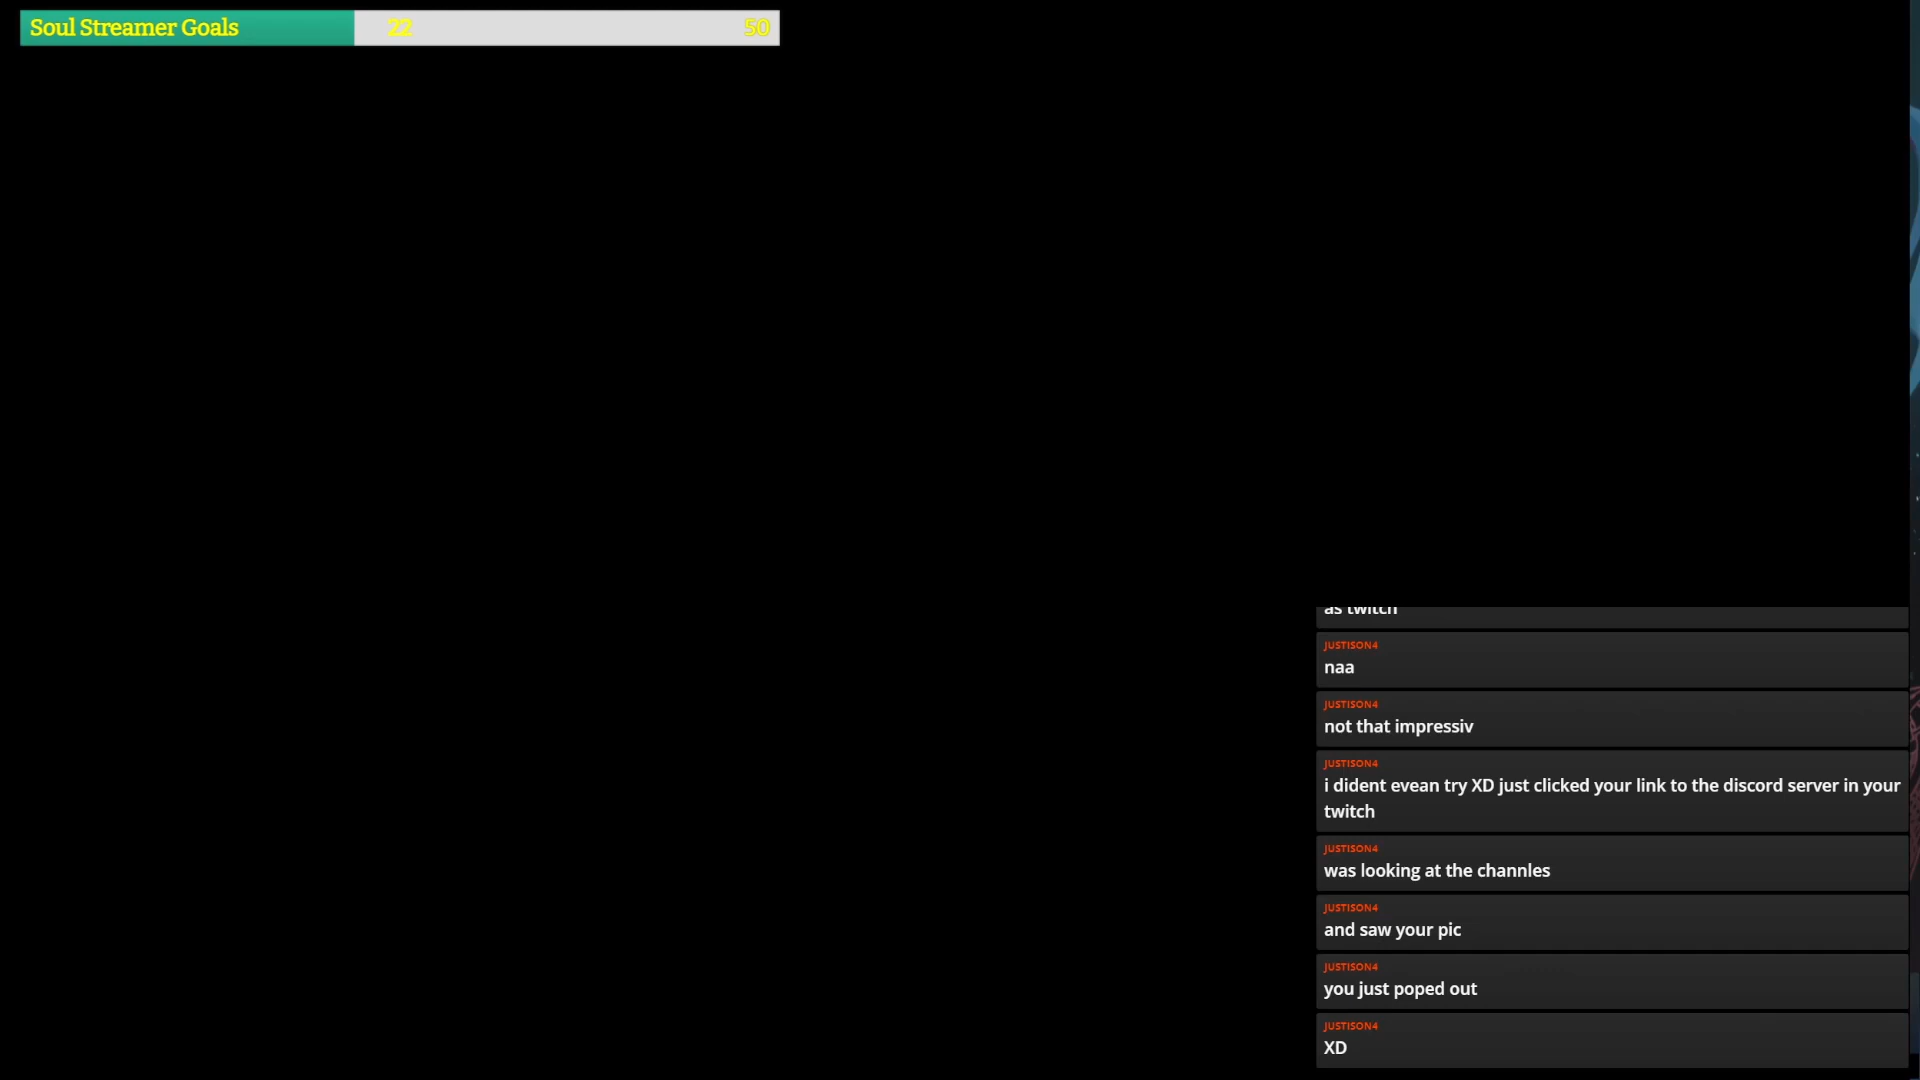 Soul Streamer Goals 22 50
as twitch
JUSTISON4
naa
JUSTISON4
not that impressiv
JUSTISON4
i dident evean try XD just clicked your link to the discord server in your
twitch
JUSTISON4
was looking at the channles
JUSTISON4
and saw your pic
JUSTISON4
you just poped out
JUSTISON4
XD